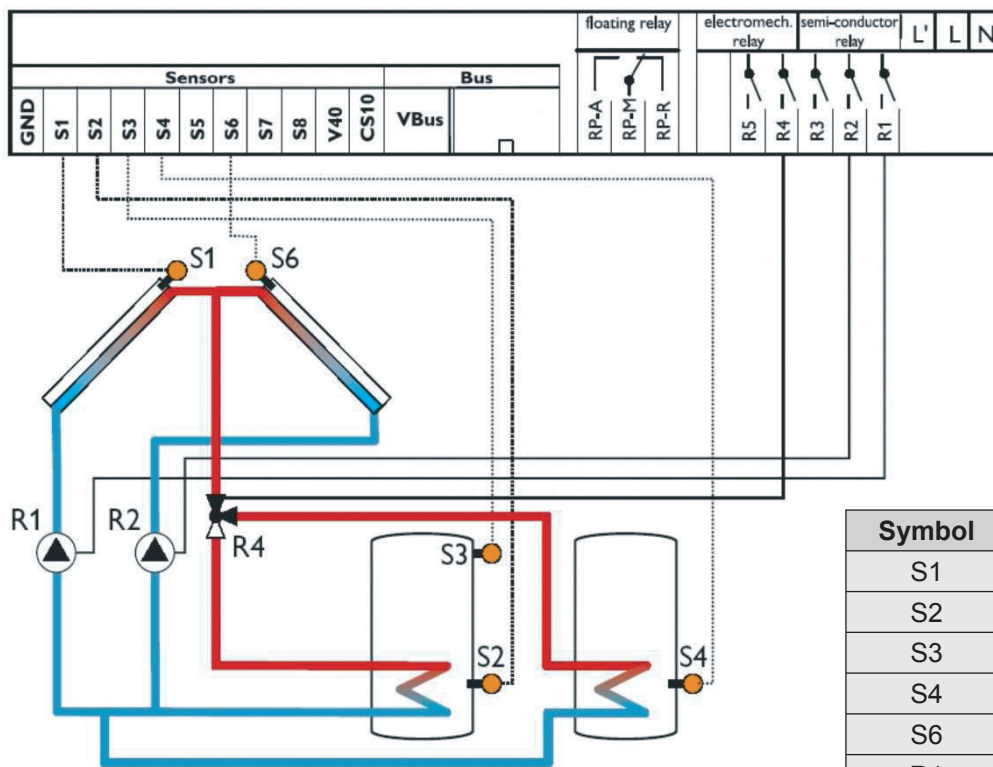 floating relay
electromech. relay
semi-conductor relay
L'
L
N
Sensors
Bus
GND
S1
S2
S3
S4
S5
S6
S7
S8
V40
CS10
VBus
RP-A
RP-M
RP-R
R5
R4
R3
R2
R1
S1
S6
R1
R2
R4
S3
S2
S4
Symbol
S1
S2
S3
S4
S6